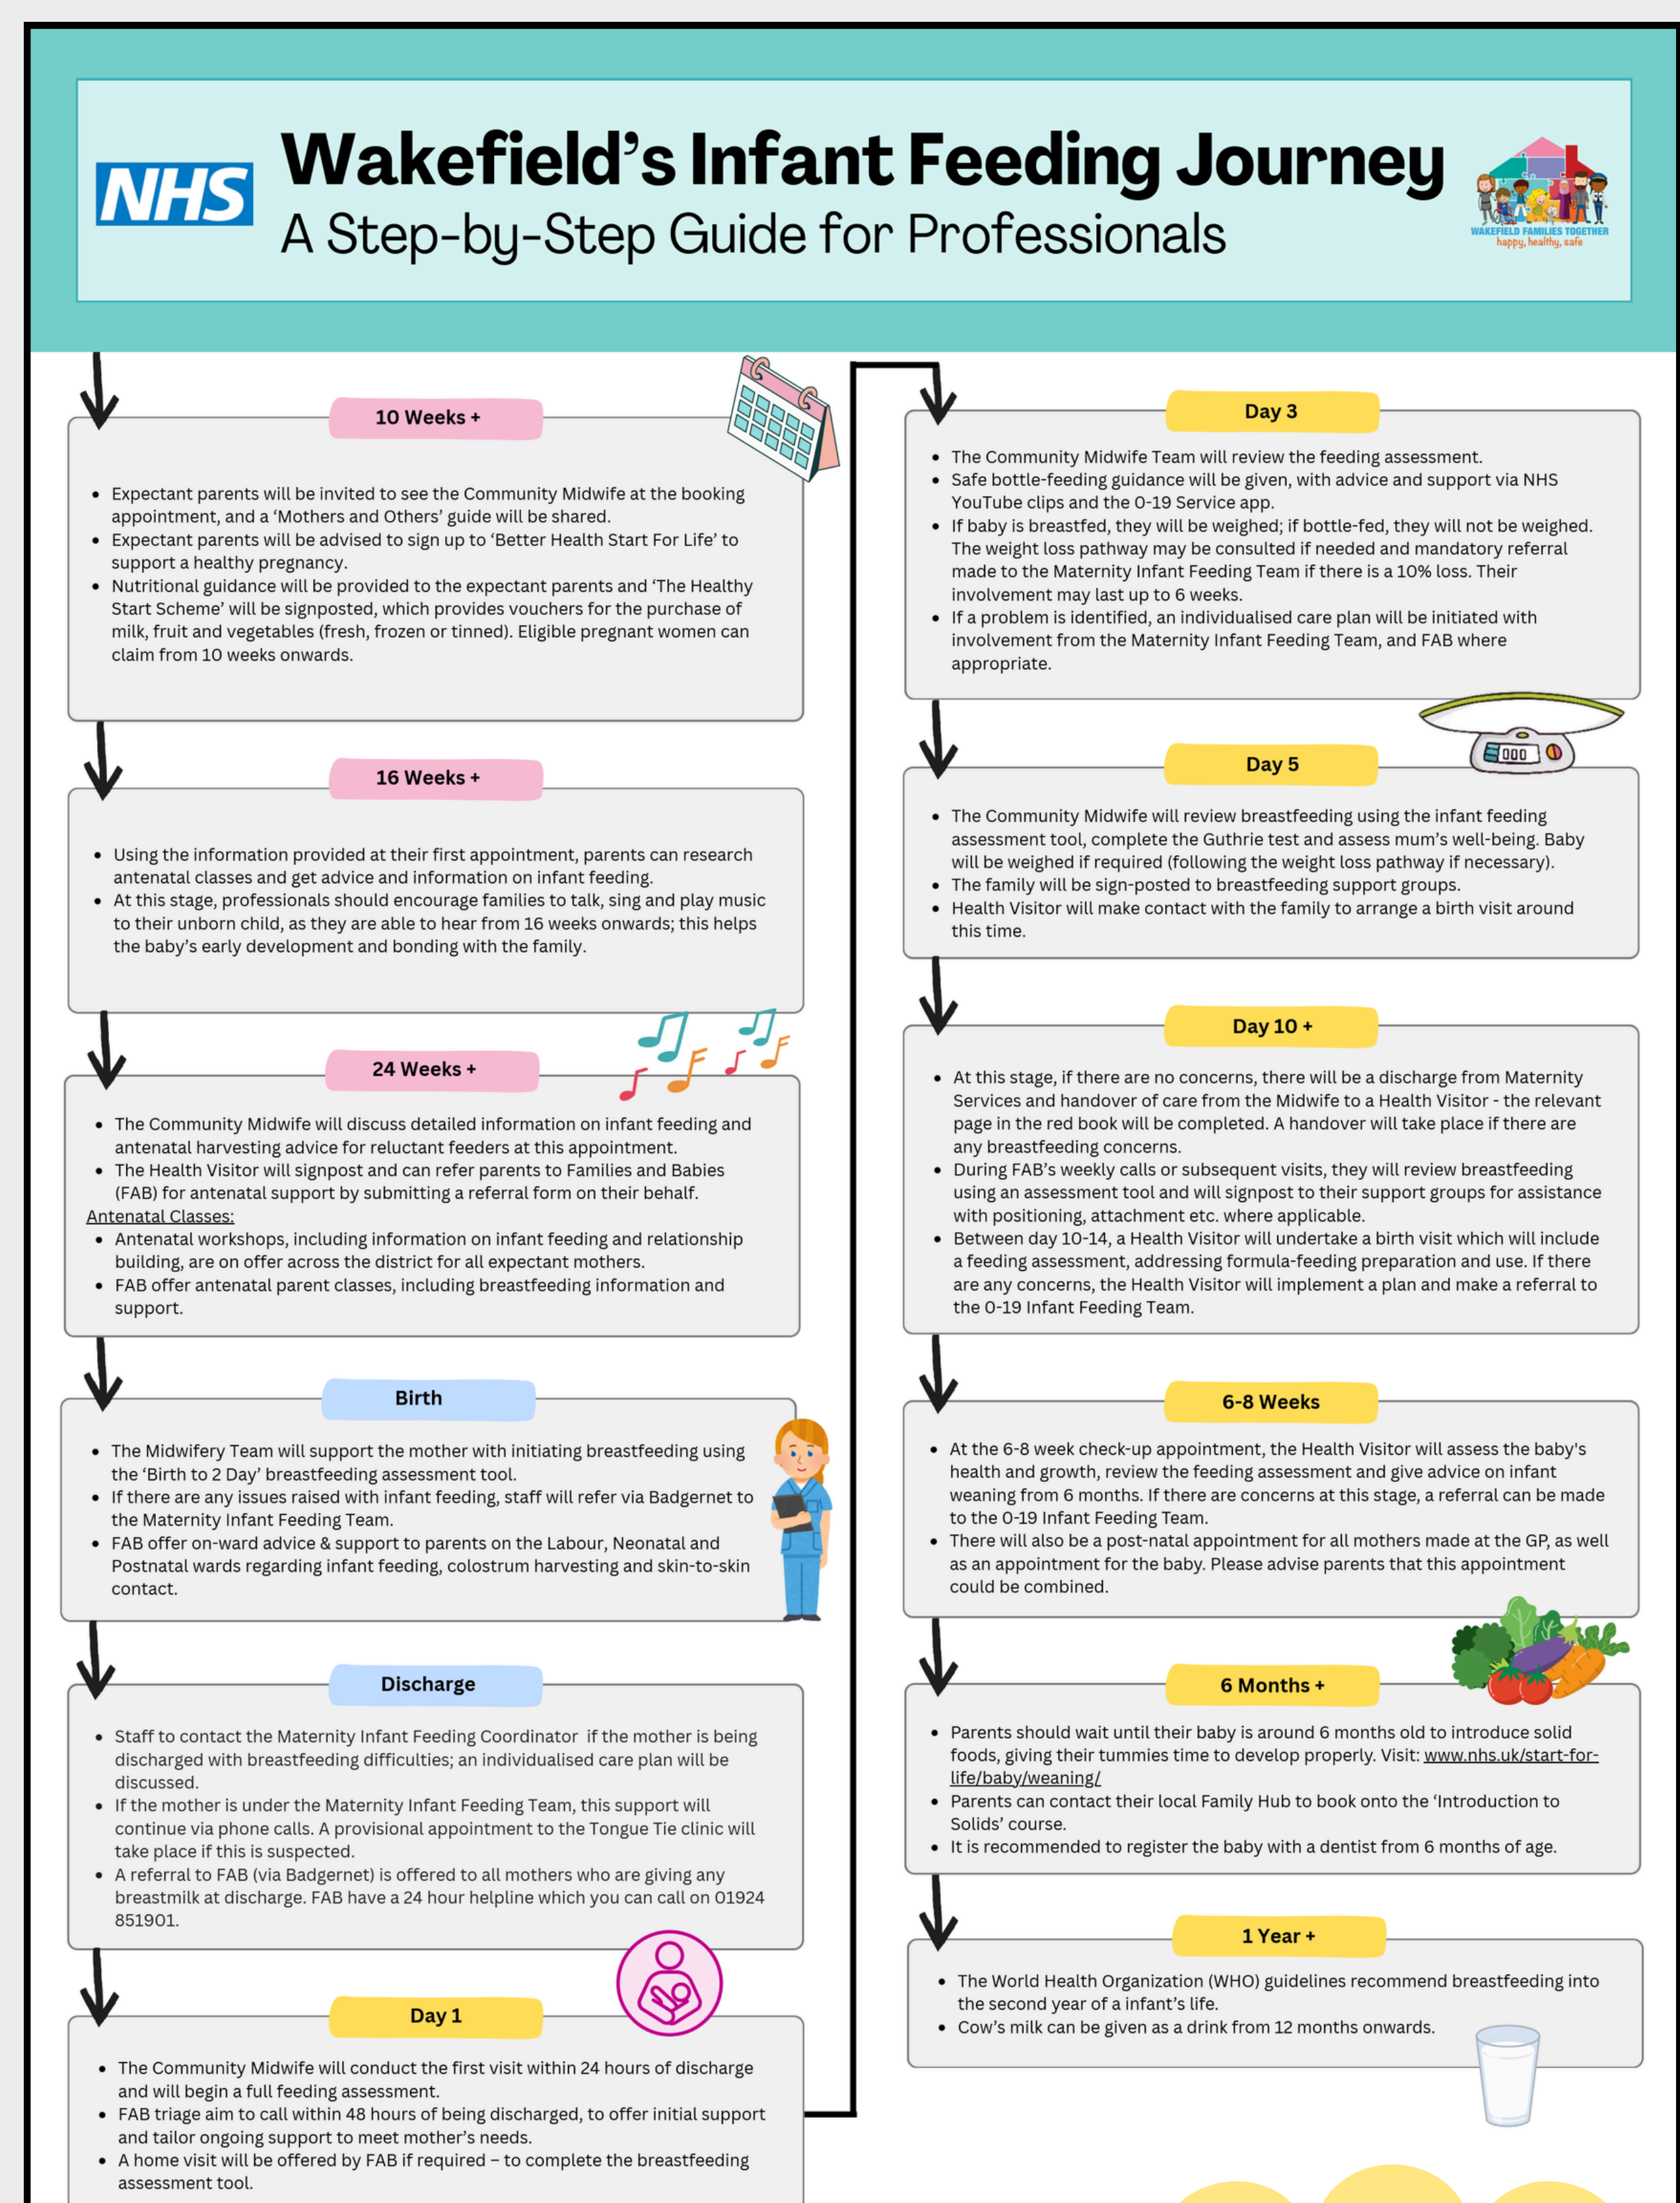 NHS
Wakefield's Infant Feeding Journey
A Step-by-Step Guide for Professionals
WAKEFIELD FAMILIES TOGETHER
happy, healthy, safe
10 Weeks +
• Expectant parents will be invited to see the Community Midwife at the booking
appointment, and a ‘Mothers and Others’ guide will be shared.
• Expectant parents will be advised to sign up to ‘Better Health Start For Life’ to
support a healthy pregnancy.
• Nutritional guidance will be provided to the expectant parents and ‘The Healthy
Start Scheme’ will be signposted, which provides vouchers for the purchase of
milk, fruit and vegetables (fresh, frozen or tinned). Eligible pregnant women can
claim from 10 weeks onwards.
16 Weeks +
• Using the information provided at their first appointment, parents can research
antenatal classes and get advice and information on infant feeding.
• At this stage, professionals should encourage families to talk, sing and play music
to their unborn child, as they are able to hear from 16 weeks onwards; this helps
the baby’s early development and bonding with the family.
24 Weeks +
• The Community Midwife will discuss detailed information on infant feeding and
antenatal harvesting advice for reluctant feeders at this appointment.
• The Health Visitor will signpost and can refer parents to Families and Babies
(FAB) for antenatal support by submitting a referral form on their behalf.
Antenatal Classes:
• Antenatal workshops, including information on infant feeding and relationship
building, are on offer across the district for all expectant mothers.
• FAB offer antenatal parent classes, including breastfeeding information and
support.
Birth
• The Midwifery Team will support the mother with initiating breastfeeding using
the ‘Birth to 2 Day’ breastfeeding assessment tool.
• If there are any issues raised with infant feeding, staff will refer via Badgernet to
the Maternity Infant Feeding Team.
• FAB offer on-ward advice & support to parents on the Labour, Neonatal and
Postnatal wards regarding infant feeding, colostrum harvesting and skin-to-skin
contact.
Discharge
• Staff to contact the Maternity Infant Feeding Coordinator if the mother is being
discharged with breastfeeding difficulties; an individualised care plan will be
discussed.
• If the mother is under the Maternity Infant Feeding Team, this support will
continue via phone calls. A provisional appointment to the Tongue Tie clinic will
take place if this is suspected.
• A referral to FAB (via Badgernet) is offered to all mothers who are giving any
breastmilk at discharge. FAB have a 24 hour helpline which you can call on 01924
851901.
Day 1
• The Community Midwife will conduct the first visit within 24 hours of discharge
and will begin a full feeding assessment.
• FAB triage aim to call within 48 hours of being discharged, to offer initial support
and tailor ongoing support to meet mother’s needs.
• A home visit will be offered by FAB if required – to complete the breastfeeding
assessment tool.
Day 3
• The Community Midwife Team will review the feeding assessment.
• Safe bottle-feeding guidance will be given, with advice and support via NHS
YouTube clips and the 0-19 Service app.
• If baby is breastfed, they will be weighed; if bottle-fed, they will not be weighed.
The weight loss pathway may be consulted if needed and mandatory referral
made to the Maternity Infant Feeding Team if there is a 10% loss. Their
involvement may last up to 6 weeks.
• If a problem is identified, an individualised care plan will be initiated with
involvement from the Maternity Infant Feeding Team, and FAB where
appropriate.
Day 5
• The Community Midwife will review breastfeeding using the infant feeding
assessment tool, complete the Guthrie test and assess mum’s well-being. Baby
will be weighed if required (following the weight loss pathway if necessary).
• The family will be sign-posted to breastfeeding support groups.
• Health Visitor will make contact with the family to arrange a birth visit around
this time.
Day 10 +
• At this stage, if there are no concerns, there will be a discharge from Maternity
Services and handover of care from the Midwife to a Health Visitor - the relevant
page in the red book will be completed. A handover will take place if there are
any breastfeeding concerns.
• During FAB’s weekly calls or subsequent visits, they will review breastfeeding
using an assessment tool and will signpost to their support groups for assistance
with positioning, attachment etc. where applicable.
• Between day 10-14, a Health Visitor will undertake a birth visit which will include
a feeding assessment, addressing formula-feeding preparation and use. If there
are any concerns, the Health Visitor will implement a plan and make a referral to
the 0-19 Infant Feeding Team.
6-8 Weeks
• At the 6-8 week check-up appointment, the Health Visitor will assess the baby's
health and growth, review the feeding assessment and give advice on infant
weaning from 6 months. If there are concerns at this stage, a referral can be made
to the 0-19 Infant Feeding Team.
• There will also be a post-natal appointment for all mothers made at the GP, as well
as an appointment for the baby. Please advise parents that this appointment
could be combined.
6 Months +
• Parents should wait until their baby is around 6 months old to introduce solid
foods, giving their tummies time to develop properly. Visit: www.nhs.uk/start-for-
life/baby/weaning/
• Parents can contact their local Family Hub to book onto the ‘Introduction to
Solids’ course.
• It is recommended to register the baby with a dentist from 6 months of age.
1 Year +
• The World Health Organization (WHO) guidelines recommend breastfeeding into
the second year of a infant’s life.
• Cow’s milk can be given as a drink from 12 months onwards.